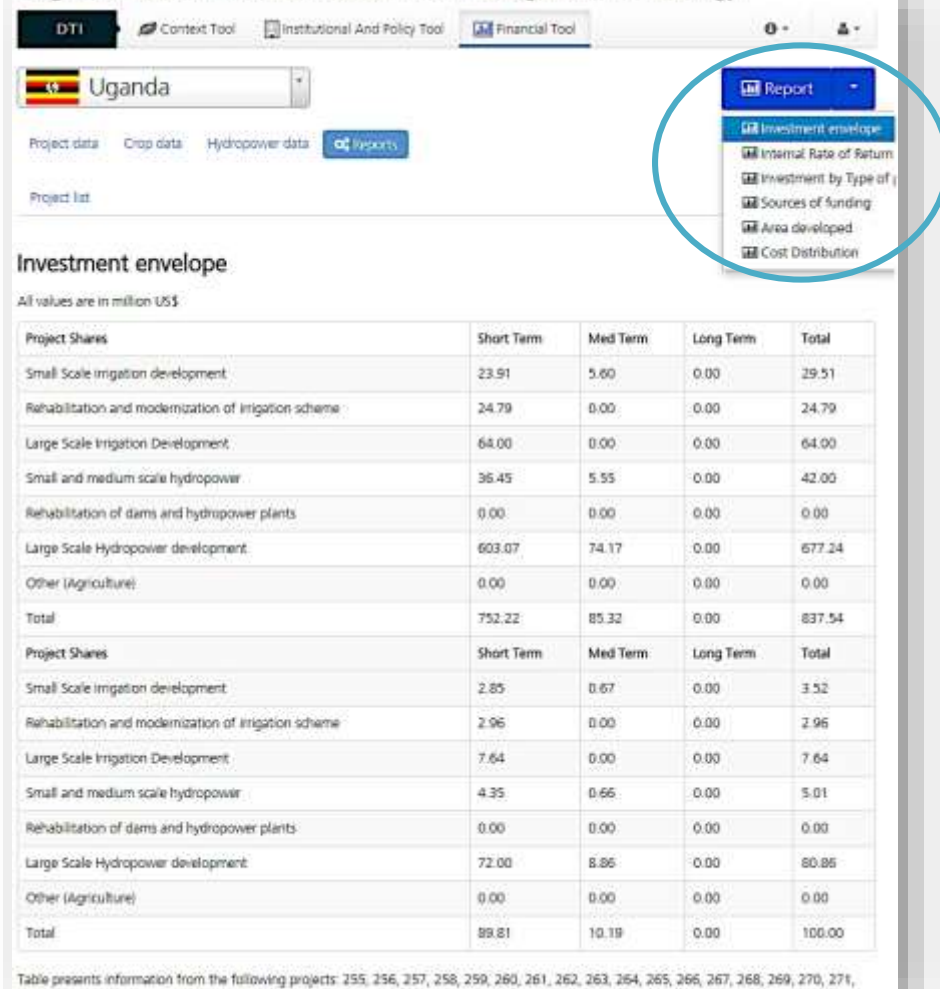 DTI Context Tool Institutional And Policy Tool Financial Tool
Uganda Report
Investment envelope
Internal Rate of Return
Investment by Type of
Sources of funding
Area developed
Cost Distribution
Project data Crop data Hydropower data Reports
Project list
Investment envelope
All values are in million US$
Project Shares Short Term Med Term Long Term Total
Small Scale irrigation development 23.91 5.60 0.00 29.51
Rehabilitation and modernization of irrigation scheme 24.79 0.00 0.00 24.79
Large Scale Irrigation Development 64.00 0.00 0.00 64.00
Small and medium scale hydropower 36.45 5.55 0.00 42.00
Rehabilitation of dams and hydropower plants 0.00 0.00 0.00 0.00
Large Scale Hydropower development 603.07 74.17 0.00 677.24
Other (Agriculture) 0.00 0.00 0.00 0.00
Total 752.22 85.32 0.00 837.54
Project Shares Short Term Med Term Long Term Total
Small Scale irrigation development 2.85 0.67 0.00 3.52
Rehabilitation and modernization of irrigation scheme 2.96 0.00 0.00 2.96
Large Scale Irrigation Development 7.64 0.00 0.00 7.64
Small and medium scale hydropower 4.35 0.66 0.00 5.01
Rehabilitation of dams and hydropower plants 0.00 0.00 0.00 0.00
Large Scale Hydropower development 72.00 8.86 0.00 80.86
Other (Agriculture) 0.00 0.00 0.00 0.00
Total 89.81 10.19 0.00 100.00
Table presents information from the following projects: 255, 256, 257, 258, 259, 260, 261, 262, 263, 264, 265, 266, 267, 268, 269, 270, 271,